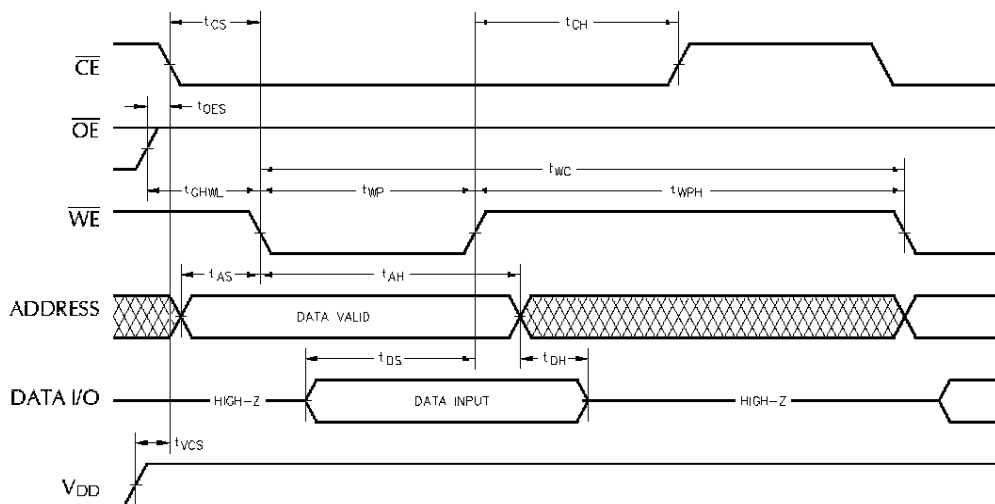 tCS
tCH
CE
tOES
OE
tWC
tGHWL
tWP
tWPH
WE
tAS
tAH
ADDRESS
DATA VALID
tDS
tDH
DATA I/O
HIGH-Z
DATA INPUT
HIGH-Z
tVCS
VDD